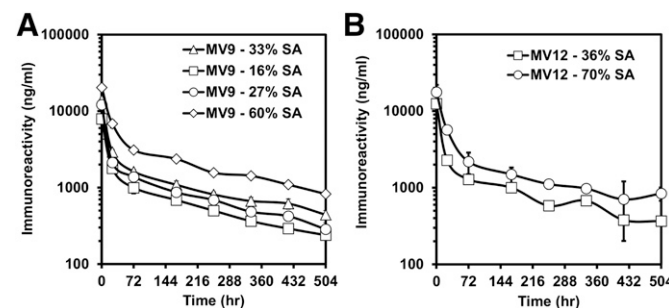 A
Immunoreactivity (ng/ml)
100000
10000
1000
100
MV9 - 33% SA
MV9 - 16% SA
MV9 - 27% SA
MV9 - 60% SA
0 72 144 216 288 360 432 504
Time (hr)
B
Immunoreactivity (ng/ml)
100000
10000
1000
100
MV12 - 36% SA
MV12 - 70% SA
0 72 144 216 288 360 432 504
Time (hr)